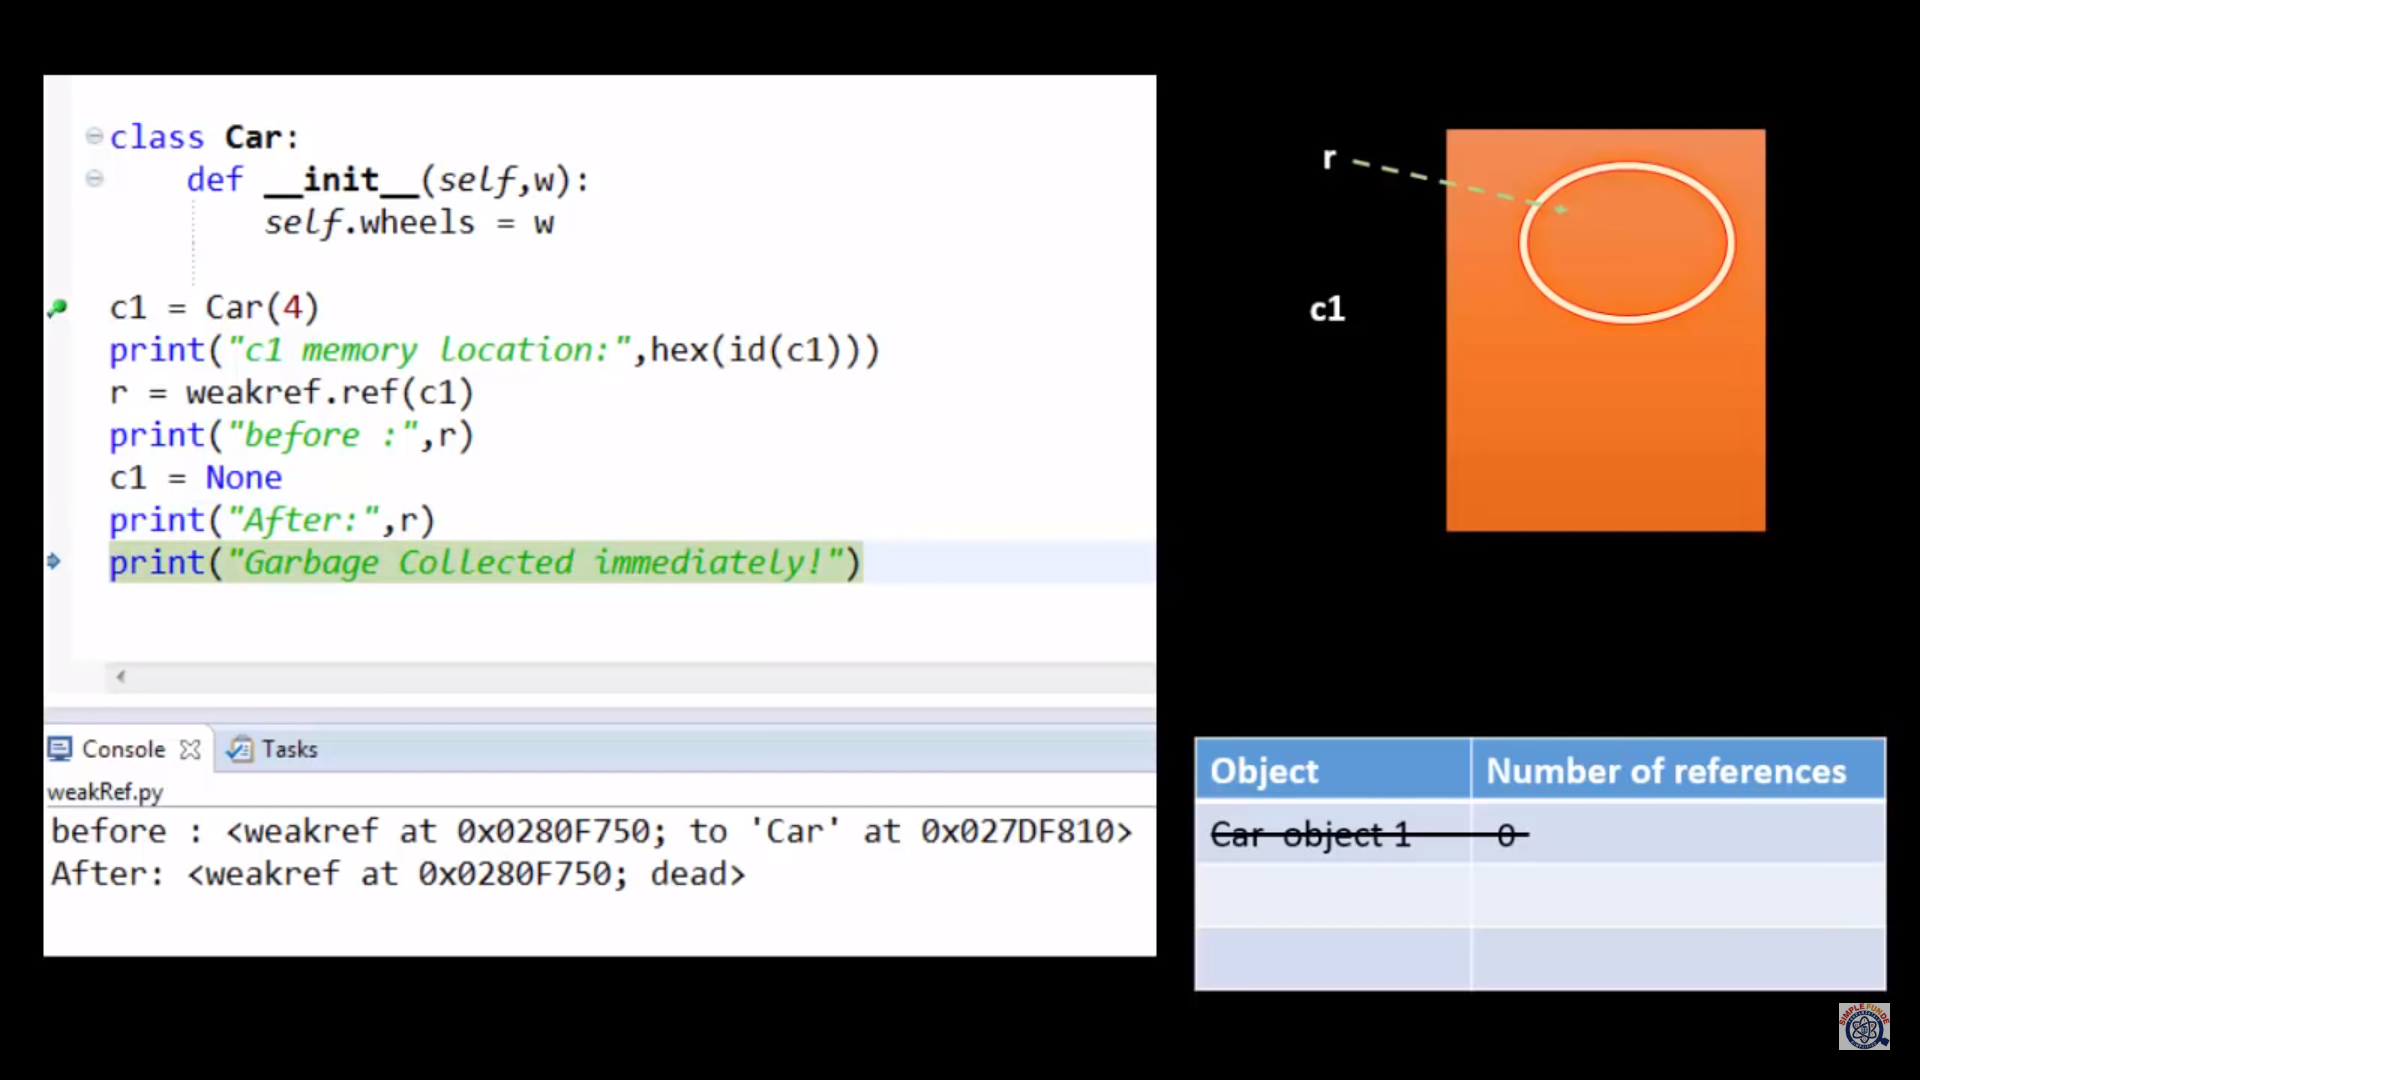 class Car:
def __init__(self,w):
self.wheels = w
c1 = Car(4)
print("c1 memory location:",hex(id(c1)))
r = weakref.ref(c1)
print("before :",r)
c1 = None
print("After:",r)
print("Garbage Collected immediately!")
Console
Tasks
weakRef.py
before : <weakref at 0x0280F750; to 'Car' at 0x027DF810>
After: <weakref at 0x0280F750; dead>
r
c1
Object Number of references
Car object 1 0
SIMPLE FUNDE